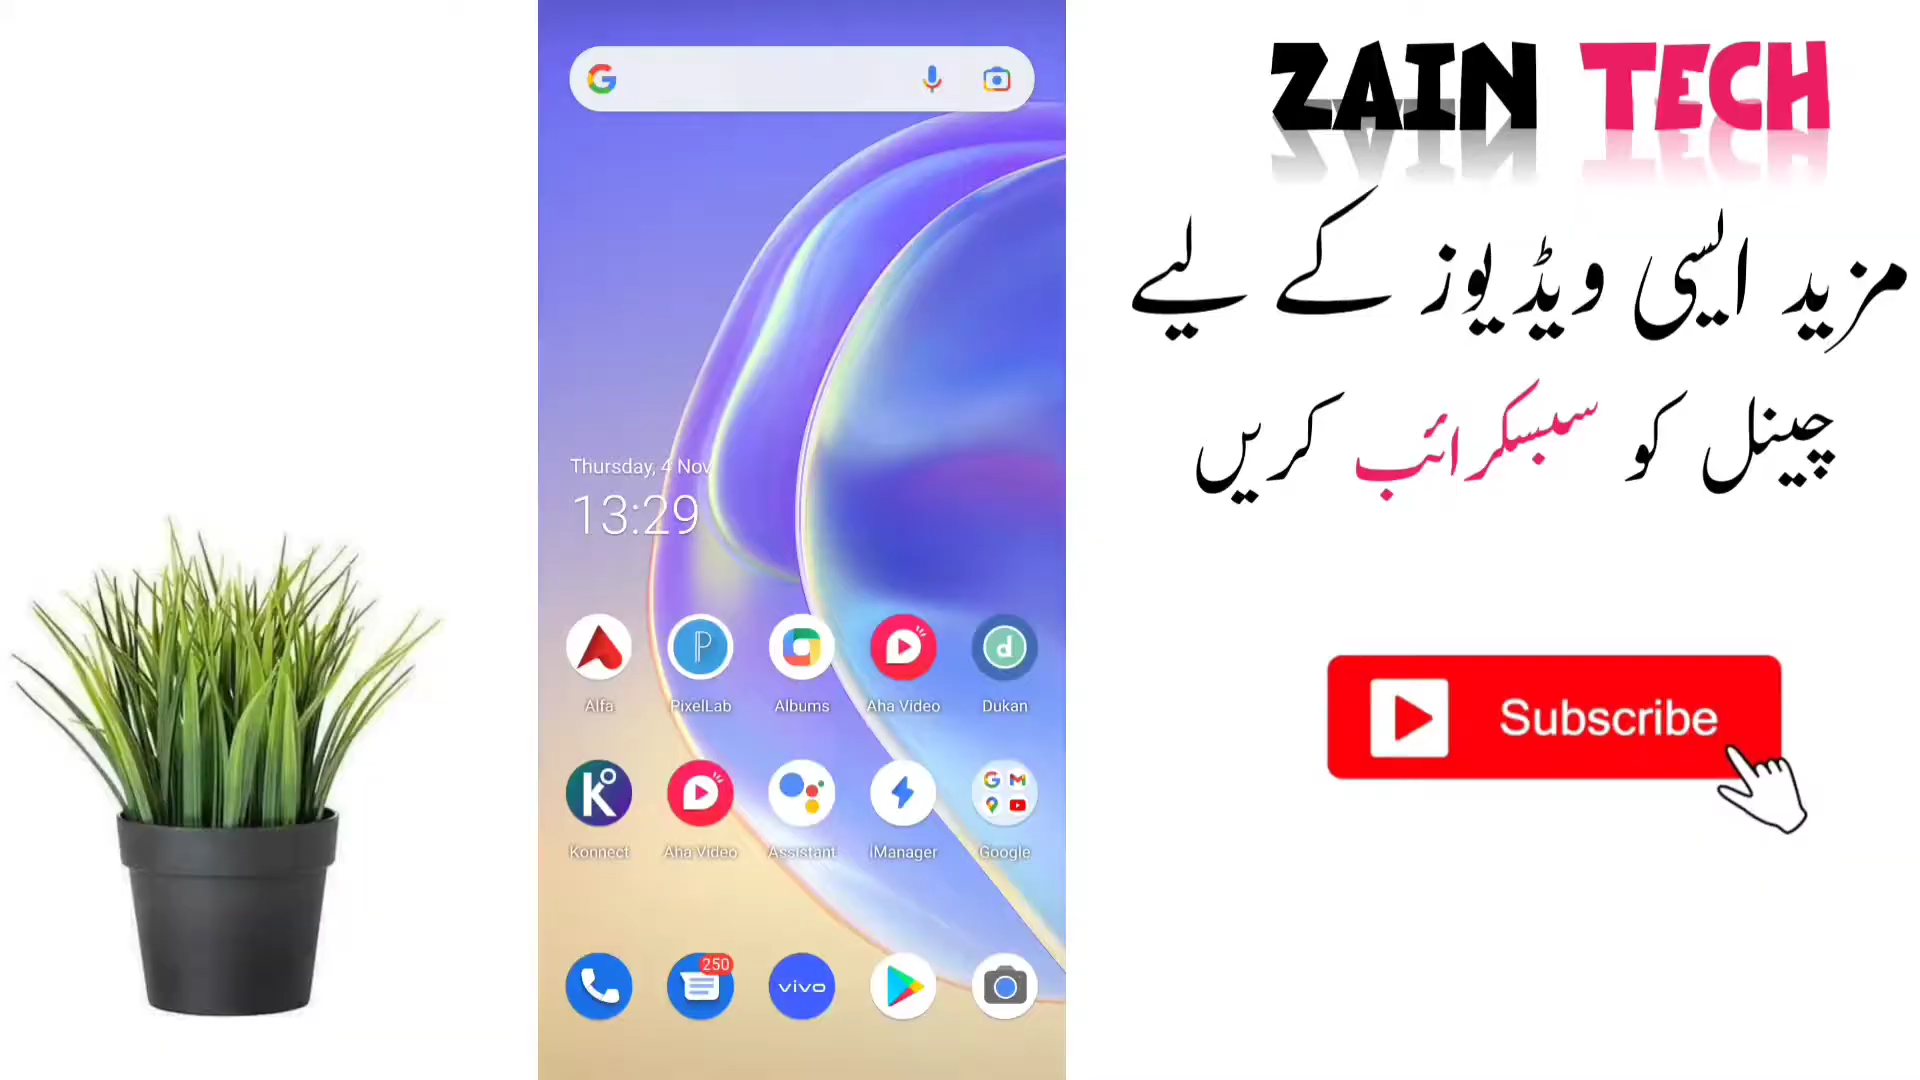 ZAIN TECH
مزید ایسی ویڈیوز کے لیے
چینل کو سبسکرائب کریں
Thursday, 4 Nov
13:29
Alfa PixelLab Albums Aha Video Dukan
Konnect Aha Video Assistant iManager Google
250
vivo
Subscribe